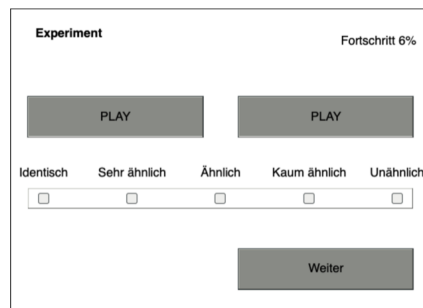 Experiment
Fortschritt 6%
PLAY PLAY
Identisch Sehr ähnlich Ähnlich Kaum ähnlich Unähnlich
Weiter